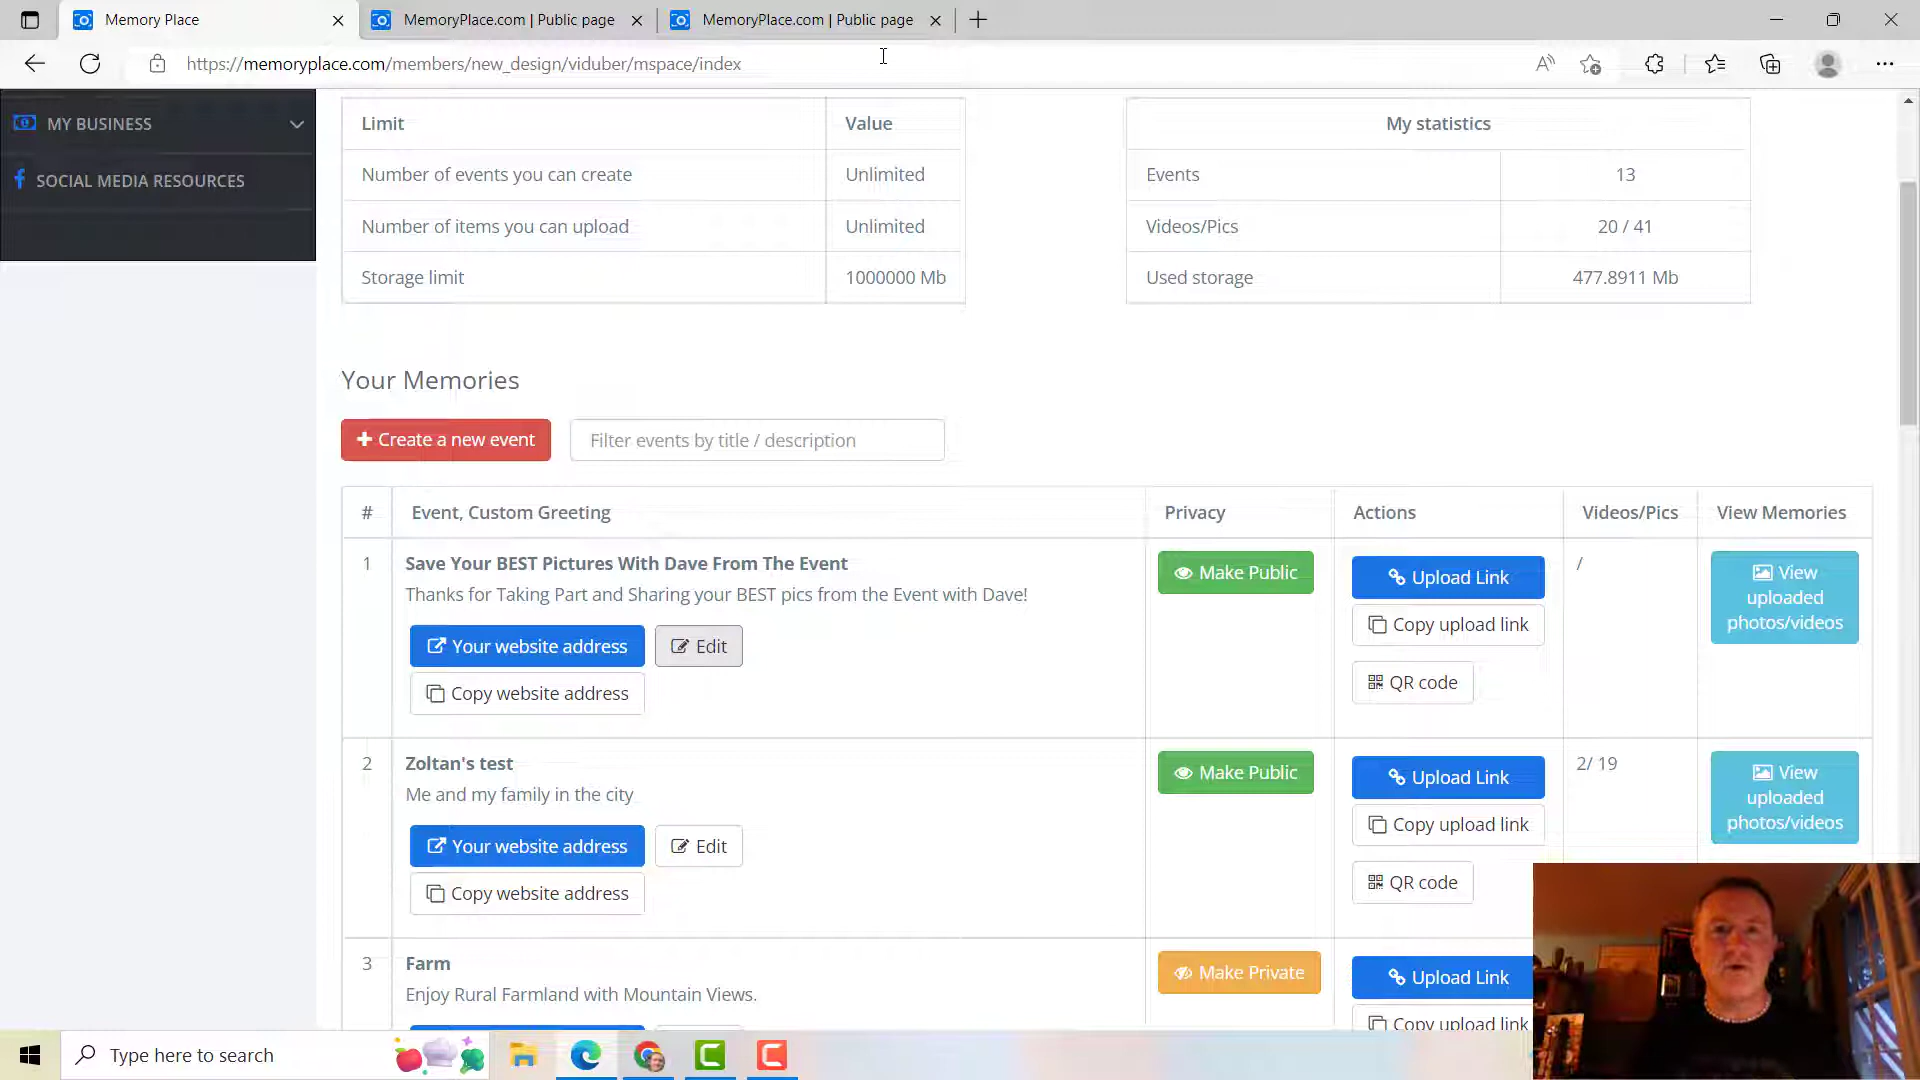 Memory Place
MemoryPlace.com | Public page
MemoryPlace.com | Public page
https://memoryplace.com/members/new_design/viduber/mspace/index
MY BUSINESS
SOCIAL MEDIA RESOURCES
Limit Value
Number of events you can create Unlimited
Number of items you can upload Unlimited
Storage limit 1000000 Mb
My statistics
Events 13
Videos/Pics 20 / 41
Used storage 477.8911 Mb
Your Memories
Create a new event
Filter events by title / description
# Event, Custom Greeting Privacy Actions Videos/Pics View Memories
1 Save Your BEST Pictures With Dave From The Event
Thanks for Taking Part and Sharing your BEST pics from the Event with Dave!
Your website address Edit
Copy website address
Make Public
Upload Link
Copy upload link
QR code
/
View
uploaded
photos/videos
2 Zoltan's test
Me and my family in the city
Your website address Edit
Copy website address
Make Public
Upload Link
Copy upload link
QR code
2/ 19
View
uploaded
photos/videos
3 Farm
Enjoy Rural Farmland with Mountain Views.
Make Private
Upload Link
Copy upload link
Type here to search